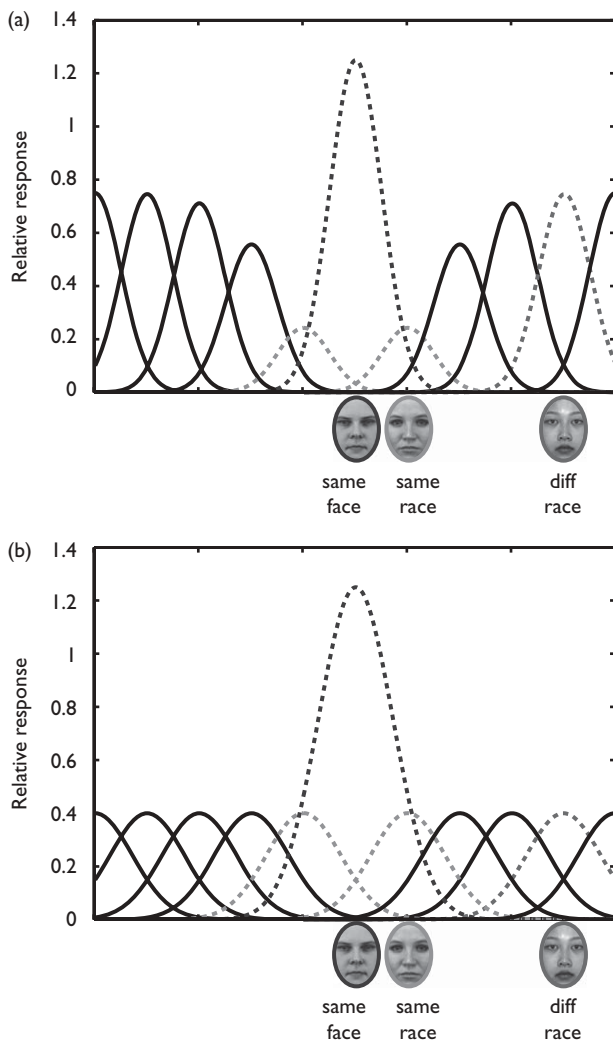 (a)
1.4
1.2
1
0.8
0.6
0.4
0.2
0
Relative response
same same diff
face race race
(b)
1.4
1.2
1
0.8
0.6
0.4
0.2
0
Relative response
same same diff
face race race